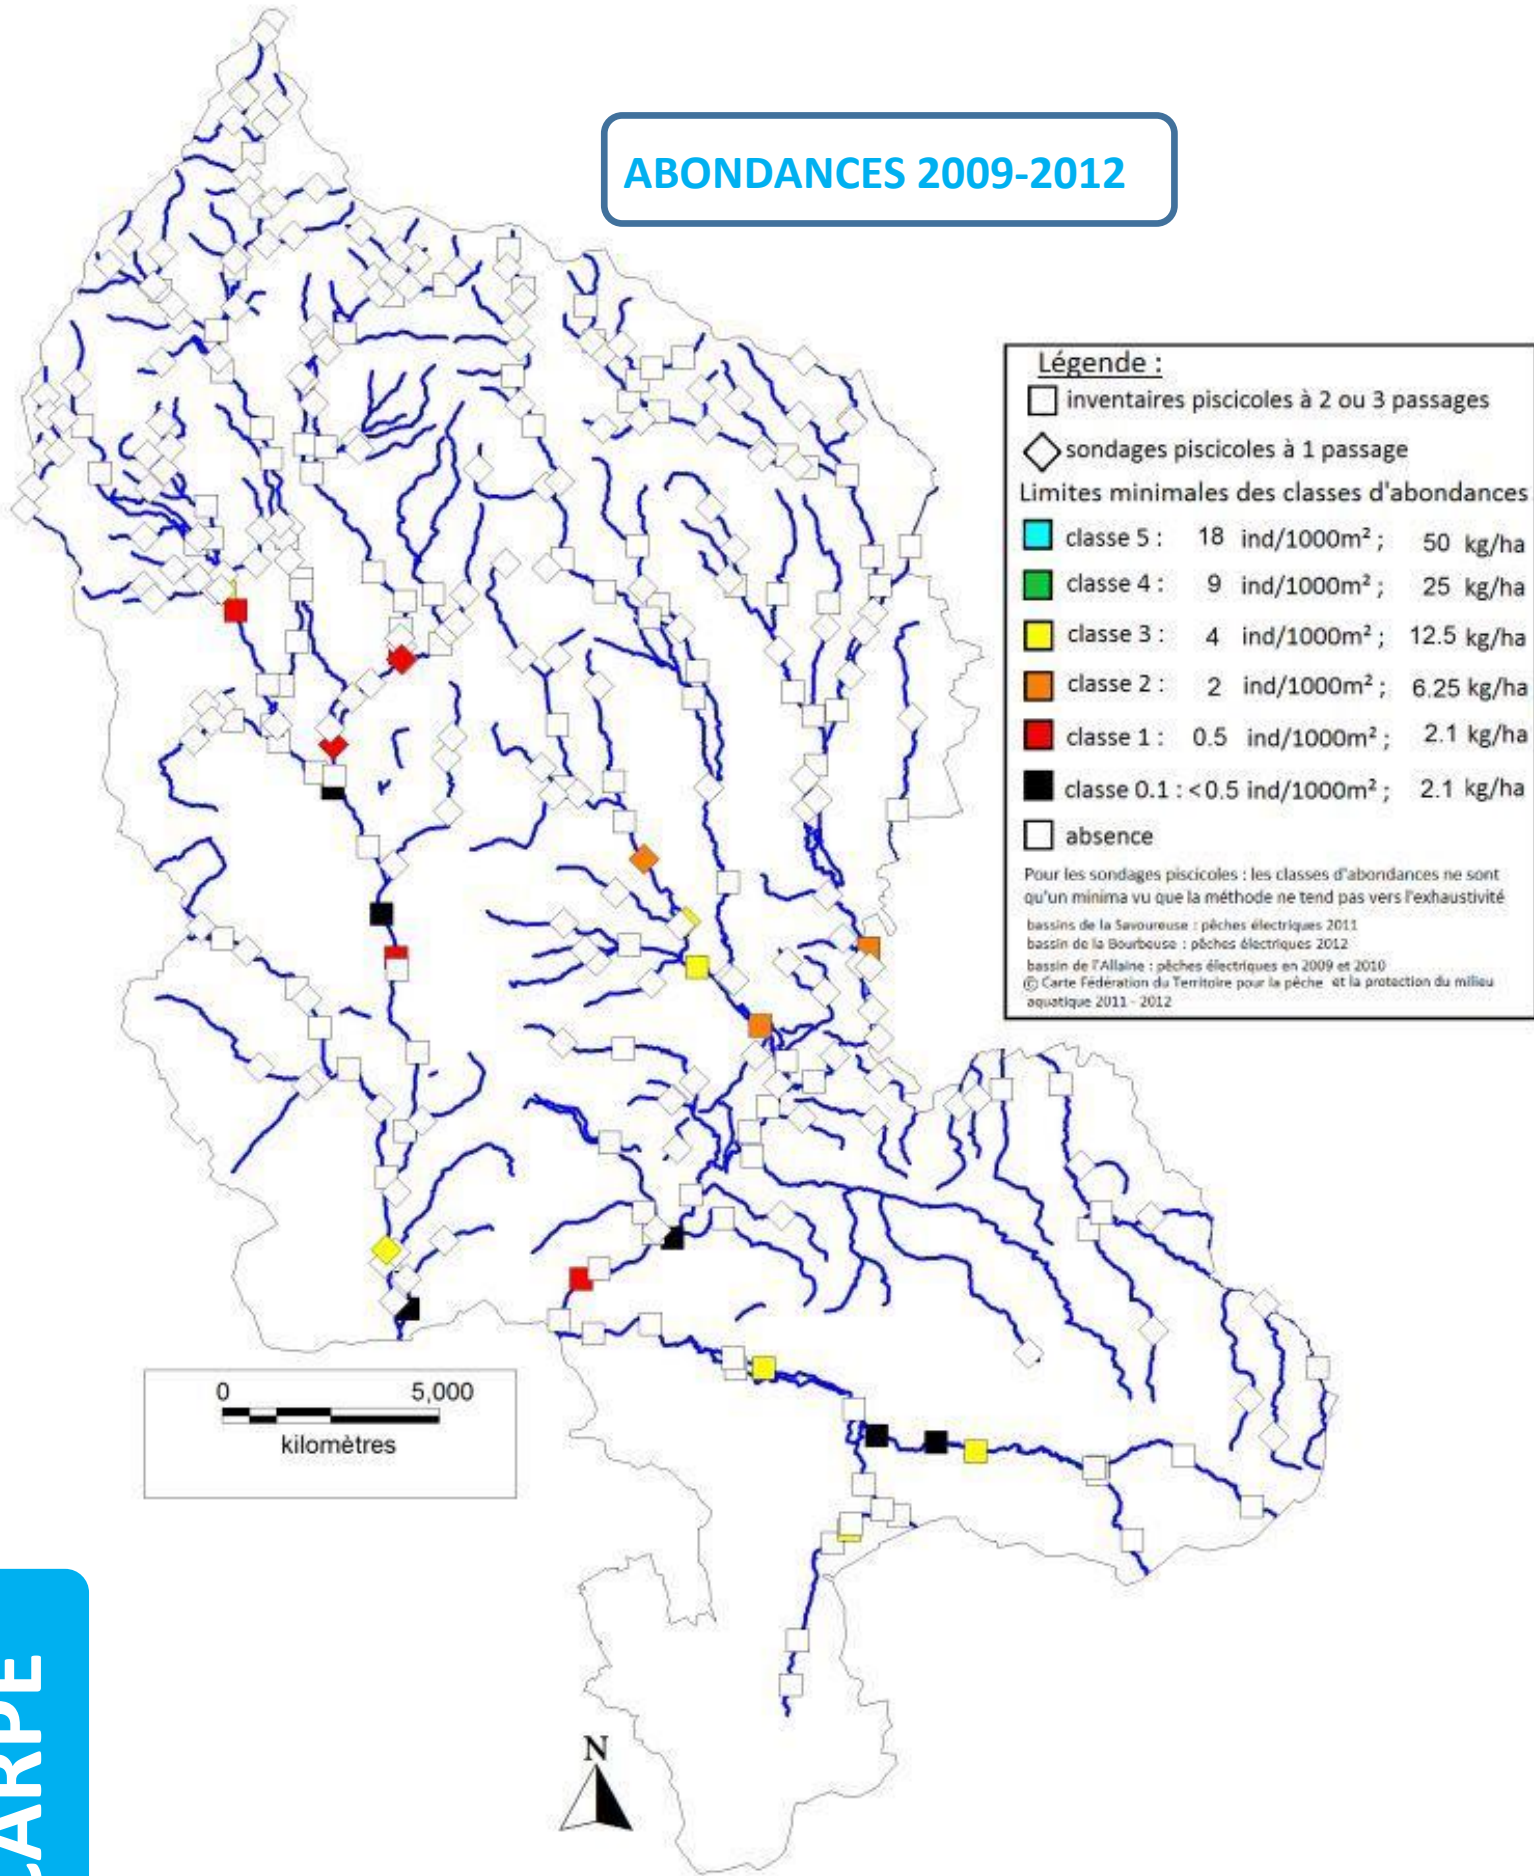 ABONDANCES 2009-2012
Légende :
inventaires piscicoles à 2 ou 3 passages
sondages piscicoles à 1 passage
Limites minimales des classes d'abondances
classe 5 : 18 ind/1000m² ; 50 kg/ha
classe 4 : 9 ind/1000m² ; 25 kg/ha
classe 3 : 4 ind/1000m² ; 12.5 kg/ha
classe 2 : 2 ind/1000m² ; 6.25 kg/ha
classe 1 : 0.5 ind/1000m² ; 2.1 kg/ha
classe 0.1 : <0.5 ind/1000m² ; 2.1 kg/ha
absence
Pour les sondages piscicoles : les classes d'abondances ne sont
qu'un minima vu que la méthode ne tend pas vers l'exhaustivité
bassins de la Savoureuse : pêches électriques 2011
bassin de la Bourbeuse : pêches électriques 2012
bassin de l'Allaine : pêches électriques en 2009 et 2010
© Carte Fédération du Territoire pour la pêche et la protection du milieu
aquatique 2011 - 2012
0 5,000
kilomètres
N
CARPE